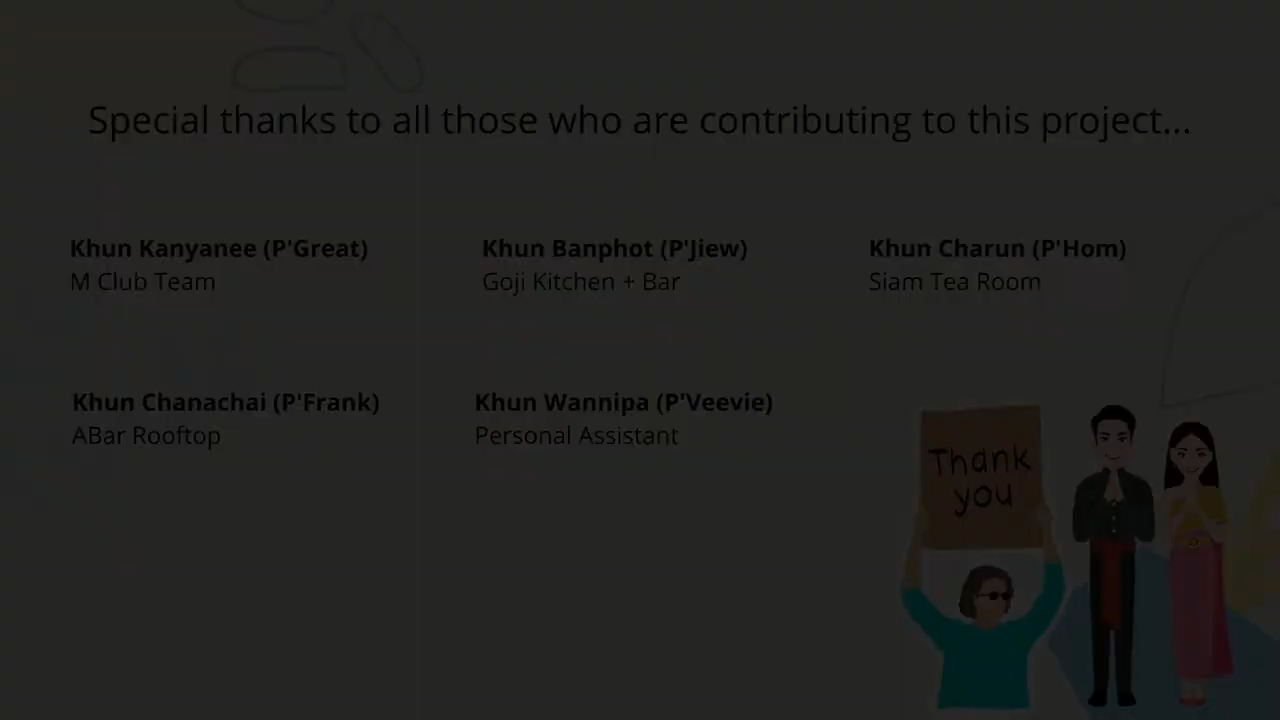 Special thanks to all those who are contributing to this project...
Khun Kanyanee (P'Great)
M Club Team
Khun Banphot (P'Jiew)
Goji Kitchen + Bar
Khun Charun (P'Hom)
Siam Tea Room
Khun Chanachai (P'Frank)
ABar Rooftop
Khun Wannipa (P'Veevie)
Personal Assistant
Thank
you